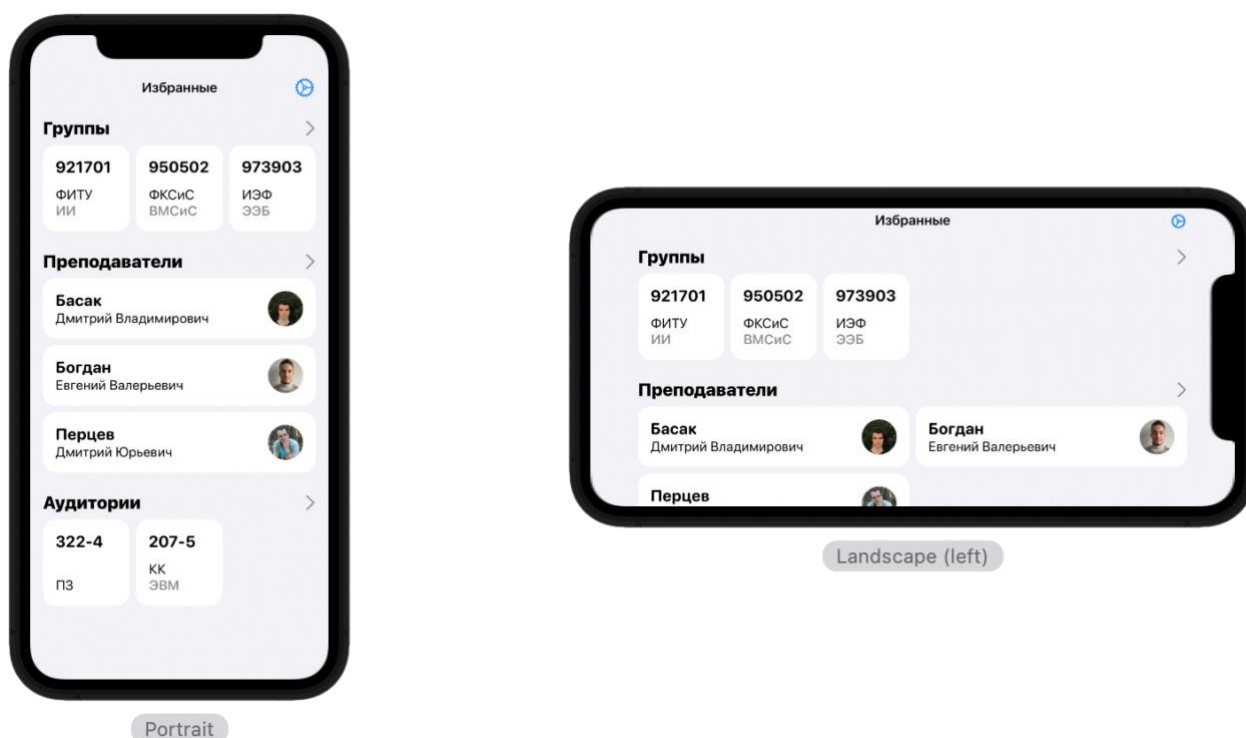 Избранные
Группы
921701 950502 973903
ФИТУ ФКСиС ИЭФ
ИИ ВМСиС ЭЭБ
Преподаватели
Басак
Дмитрий Владимирович
Богдан
Евгений Валерьевич
Перцев
Дмитрий Юрьевич
Аудитории
322-4 207-5
КК
ПЗ ЭВМ
Portrait
Избранные
Группы
921701 950502 973903
ФИТУ ФКСиС ИЭФ
ИИ ВМСиС ЭЭБ
Преподаватели
Басак Богдан
Дмитрий Владимирович Евгений Валерьевич
Перцев
Landscape (left)